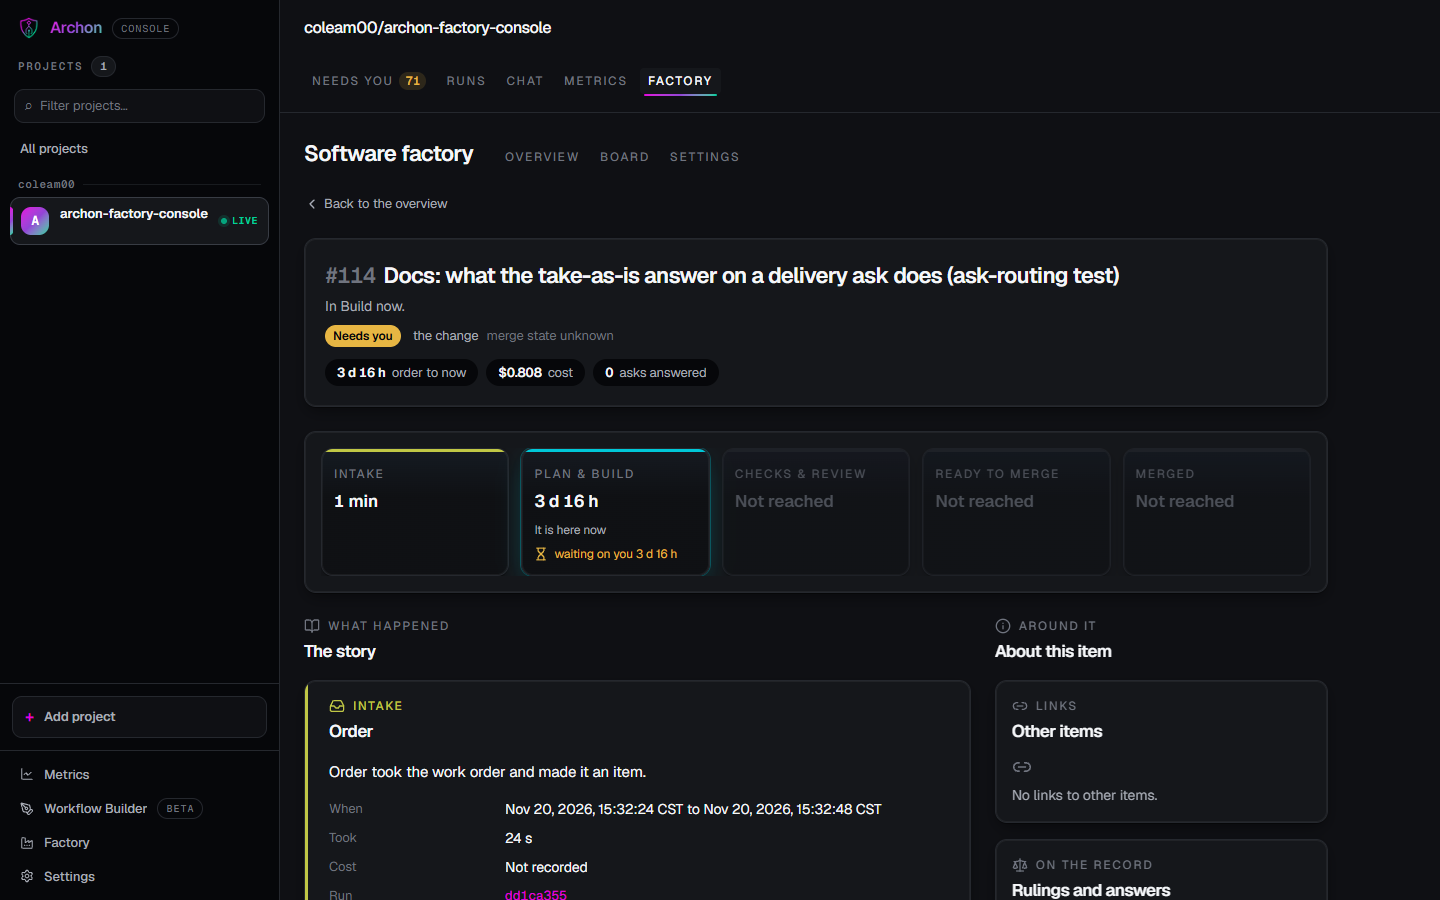 Archon CONSOLE
PROJECTS 1
Filter projects...
All projects
coleam00
A archon-factory-console LIVE
+ Add project
Metrics
Workflow Builder BETA
Factory
Settings
coleam00/archon-factory-console
NEEDS YOU 71 RUNS CHAT METRICS FACTORY
Software factory OVERVIEW BOARD SETTINGS
Back to the overview
#114 Docs: what the take-as-is answer on a delivery ask does (ask-routing test)
In Build now.
Needs you the change merge state unknown
3 d 16 h order to now $0.808 cost 0 asks answered
INTAKE
1 min
PLAN & BUILD
3 d 16 h
It is here now
waiting on you 3 d 16 h
CHECKS & REVIEW
Not reached
READY TO MERGE
Not reached
MERGED
Not reached
WHAT HAPPENED
The story
INTAKE
Order
Order took the work order and made it an item.
When Nov 20, 2026, 15:32:24 CST to Nov 20, 2026, 15:32:48 CST
Took 24 s
Cost Not recorded
Run dd1ca355
AROUND IT
About this item
LINKS
Other items
No links to other items.
ON THE RECORD
Rulings and answers